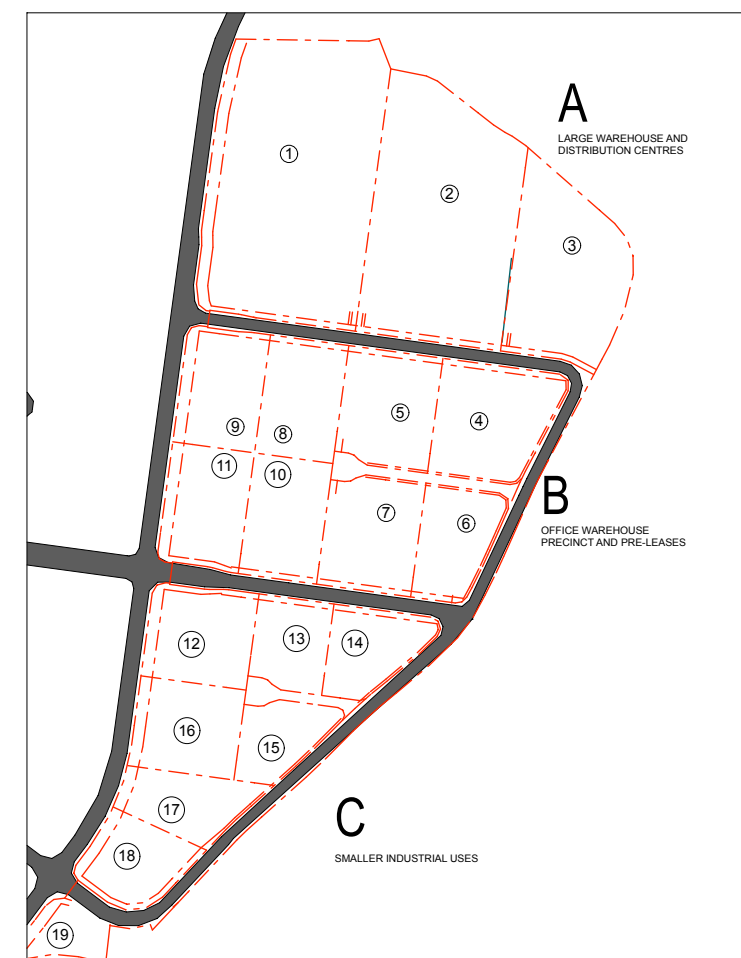 A
LARGE WAREHOUSE AND
DISTRIBUTION CENTRES
1
2
3
5
4
9
8
11
10
7
6
B
OFFICE WAREHOUSE
PRECINCT AND PRE-LEASES
12
13
14
16
15
17
18
C
SMALLER INDUSTRIAL USES
19